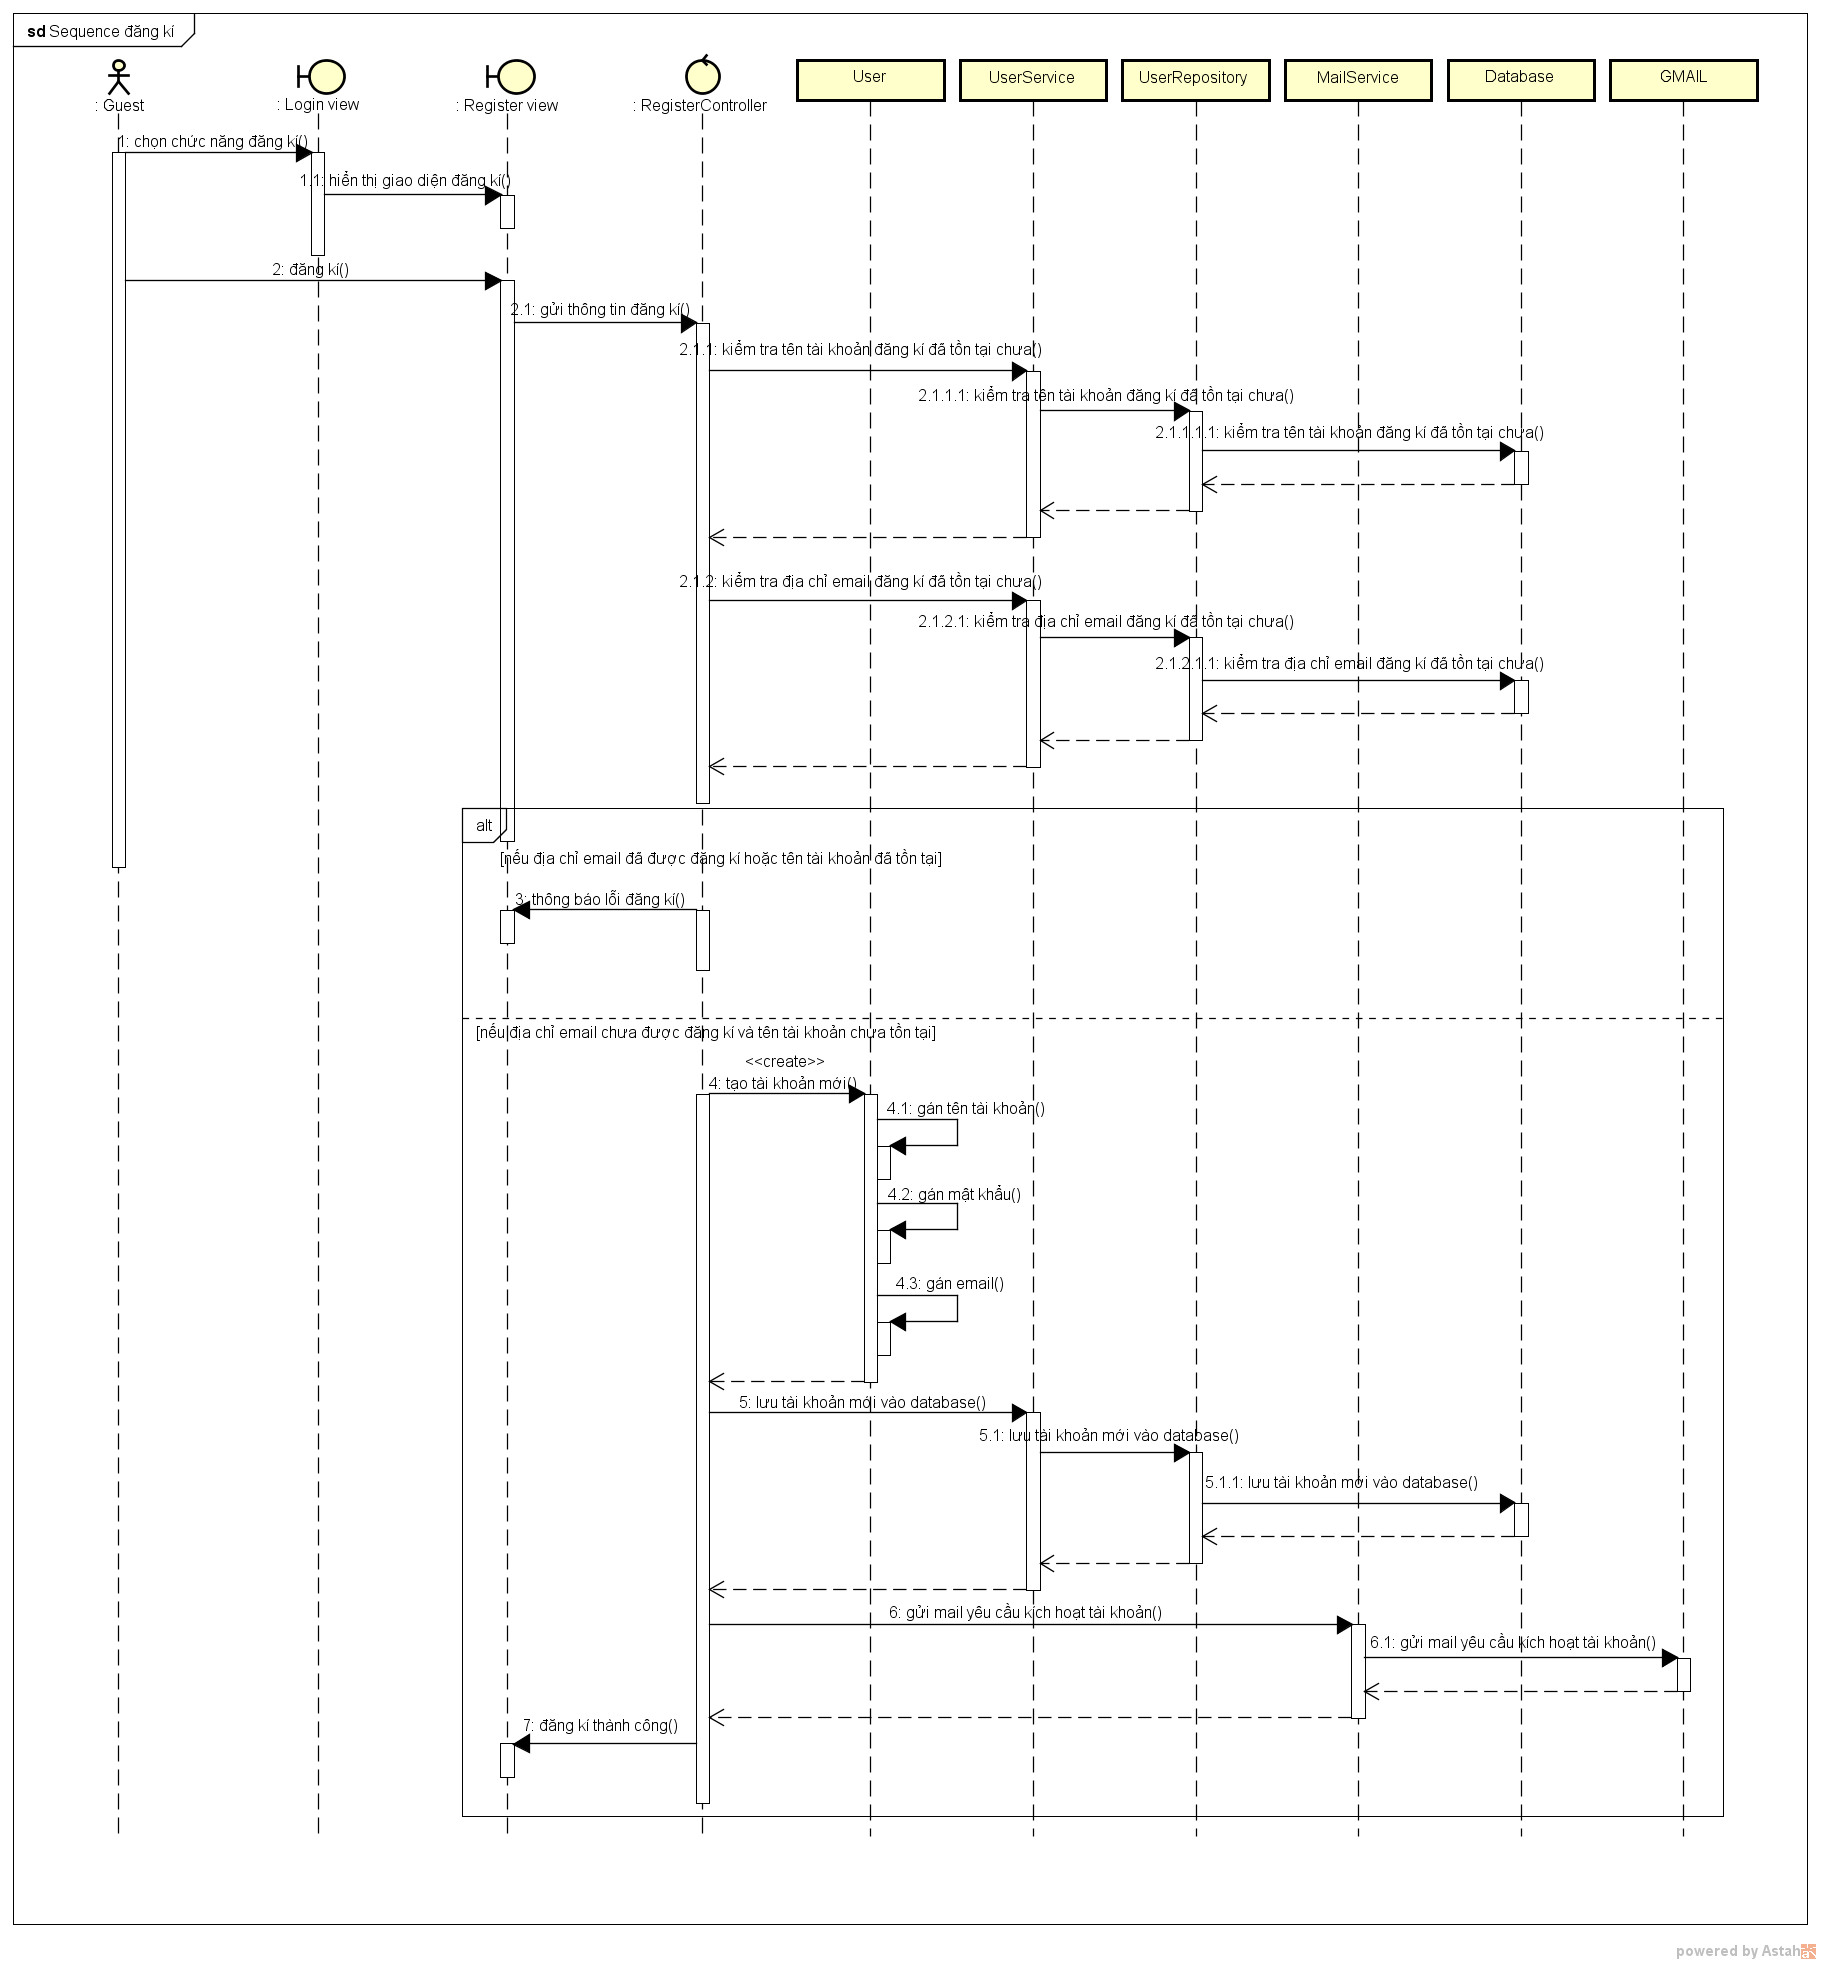 sd Sequence đăng kí
: Guest
: Login view
: Register view
: RegisterController
User
UserService
UserRepository
MailService
Database
GMAIL
1: chọn chức năng đăng kí()
1.1: hiển thị giao diện đăng kí()
2: đăng kí()
2.1: gửi thông tin đăng kí()
2.1.1: kiểm tra tên tài khoản đăng kí đã tồn tại chưa()
2.1.1.1: kiểm tra tên tài khoản đăng kí đã tồn tại chưa()
2.1.1.1.1: kiểm tra tên tài khoản đăng kí đã tồn tại chưa()
2.1.2: kiểm tra địa chỉ email đăng kí đã tồn tại chưa()
2.1.2.1: kiểm tra địa chỉ email đăng kí đã tồn tại chưa()
2.1.2.1.1: kiểm tra địa chỉ email đăng kí đã tồn tại chưa()
alt
[nếu địa chỉ email đã được đăng kí hoặc tên tài khoản đã tồn tại]
3: thông báo lỗi đăng kí()
[nếu địa chỉ email chưa được đăng kí và tên tài khoản chưa tồn tại]
<<create>>
4: tạo tài khoản mới()
4.1: gán tên tài khoản()
4.2: gán mật khẩu()
4.3: gán email()
5: lưu tài khoản mới vào database()
5.1: lưu tài khoản mới vào database()
5.1.1: lưu tài khoản mới vào database()
6: gửi mail yêu cầu kích hoạt tài khoản()
6.1: gửi mail yêu cầu kích hoạt tài khoản()
7: đăng kí thành công()
powered by Astah